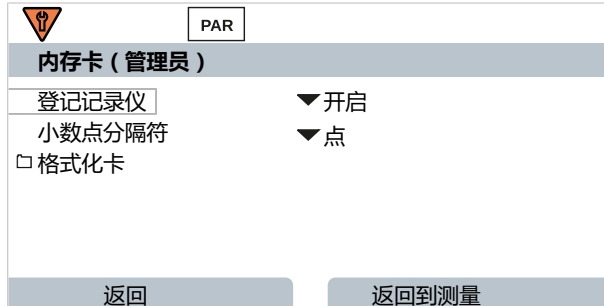 PAR
内存卡（管理员）
登记记录仪 开启
小数点分隔符 点
格式化卡
返回 返回到测量